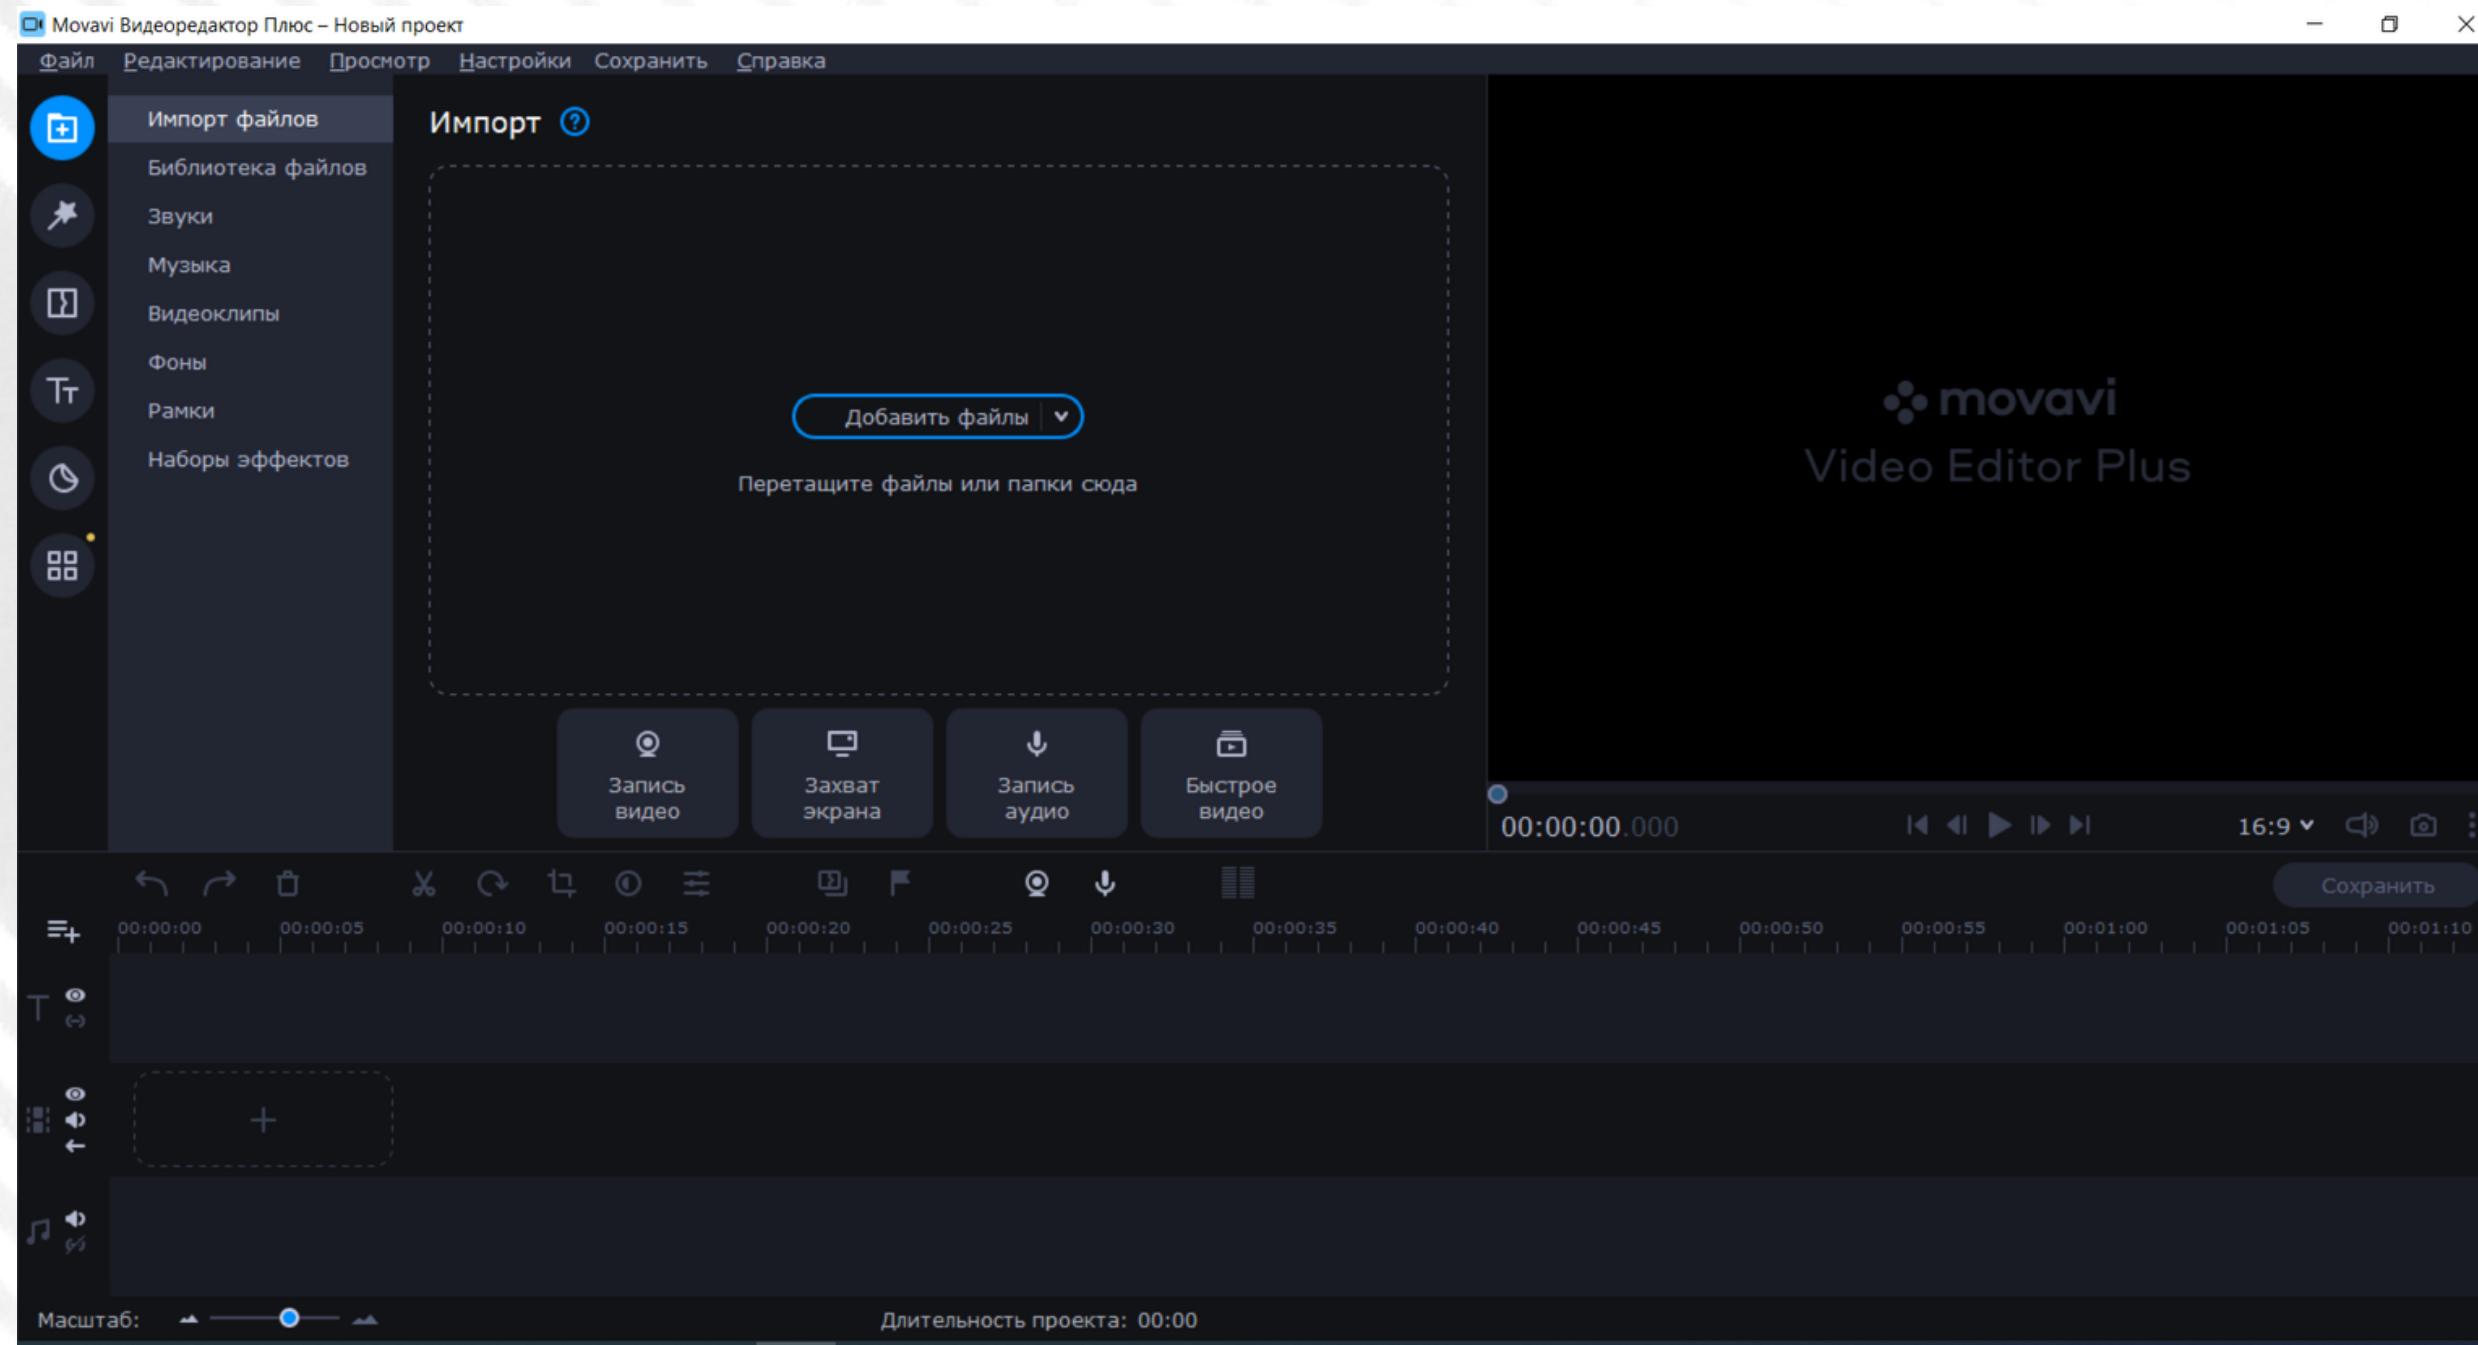 Movavi Видеоредактор Плюс – Новый проект
Файл Редактирование Просмотр Настройки Сохранить Справка
Импорт файлов
Библиотека файлов
Звуки
Музыка
Видеоклипы
Фоны
Рамки
Наборы эффектов
Импорт ?
Добавить файлы
Перетащите файлы или папки сюда
Запись видео
Захват экрана
Запись аудио
Быстрое видео
movavi
Video Editor Plus
00:00:00.000
16:9
Сохранить
00:00:00 00:00:05 00:00:10 00:00:15 00:00:20 00:00:25 00:00:30 00:00:35 00:00:40 00:00:45 00:00:50 00:00:55 00:01:00 00:01:05 00:01:10
Масштаб:
Длительность проекта: 00:00